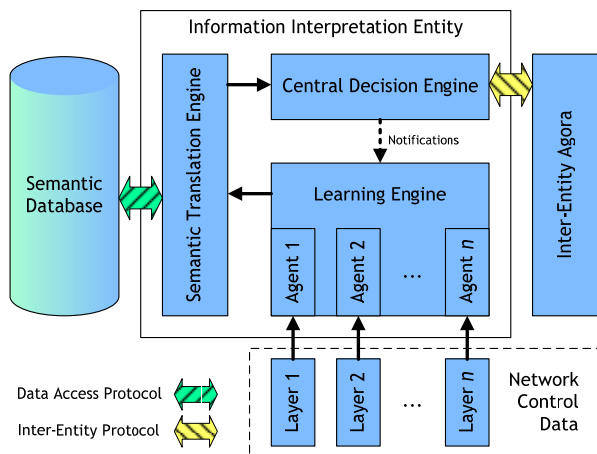 Information Interpretation Entity
Semantic
Database
Semantic Translation Engine
Central Decision Engine
Notifications
Learning Engine
Agent 1
Agent 2
...
Agent n
Inter-Entity Agora
Layer 1
Layer 2
...
Layer n
Network
Control
Data
Data Access Protocol
Inter-Entity Protocol